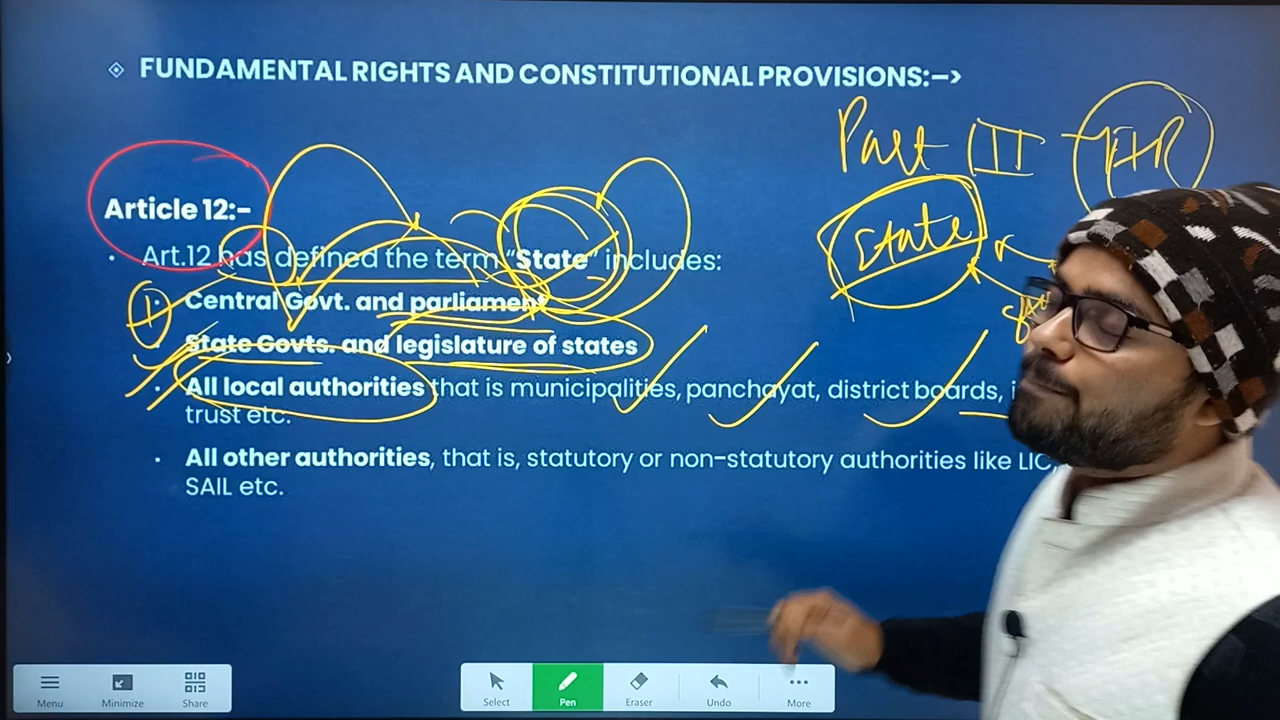 FUNDAMENTAL RIGHTS AND CONSTITUTIONAL PROVISIONS:–>
Part III
State
Article 12:-
Art.12 has defined the term "State" includes:
Central Govt. and parliament
State Govts. and legislature of states
All local authorities that is municipalities, panchayat, district boards,
trust etc.
All other authorities, that is, statutory or non-statutory authorities like LIC,
SAIL etc.
Menu
Minimize
Share
Select
Pen
Eraser
Undo
More